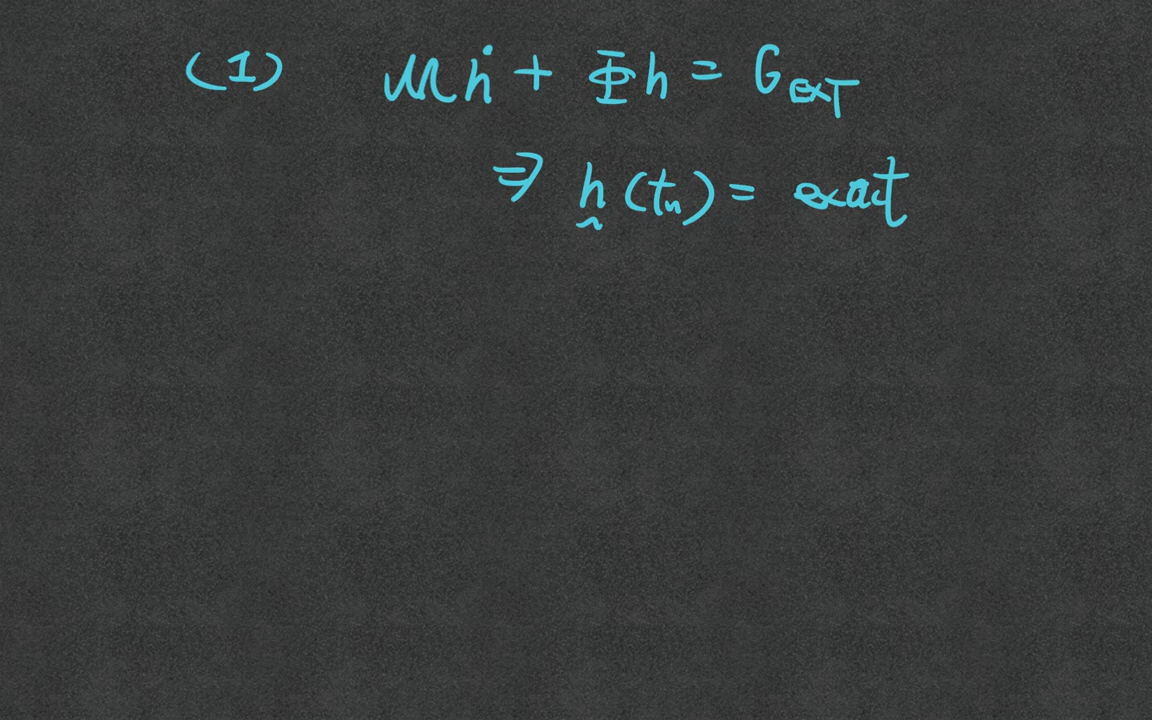 (1) Mḣ + Φh = G_EXT
⇒ h̰(tₙ) = exact